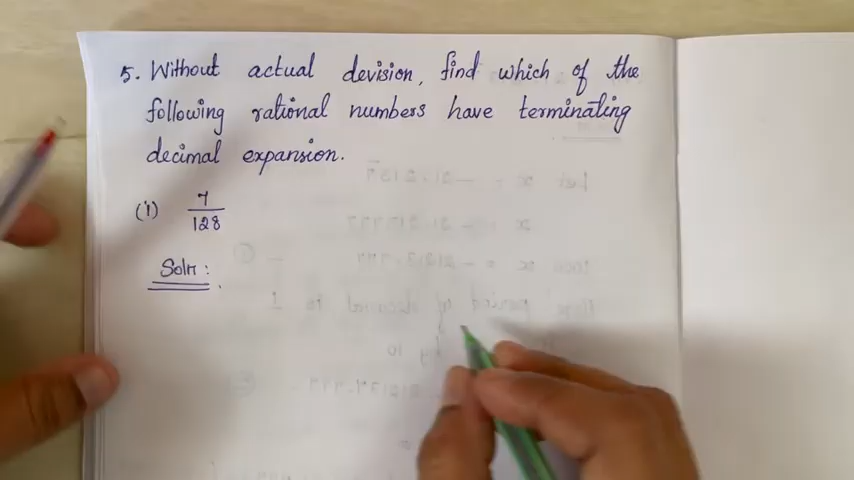 5. Without actual devision, find which of the
following rational numbers have terminating
decimal expansion.
(i) 7/128
Soln :